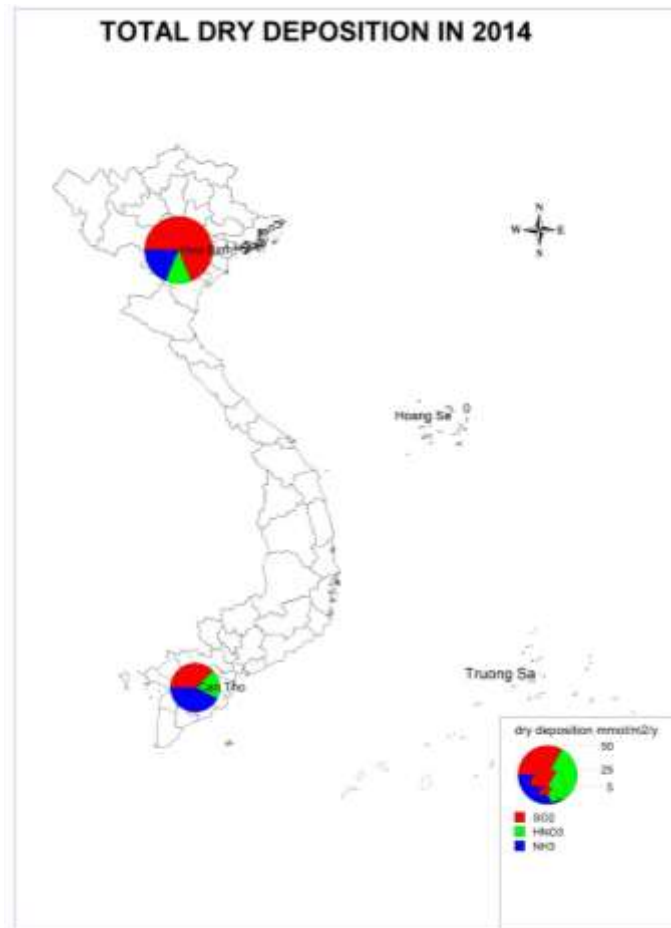 TOTAL DRY DEPOSITION IN 2014
N
W E
S
Hoang Sa
Can Tho
Truong Sa
dry deposition mmol/m2/y
50
25
5
SO2
HNO3
NH3